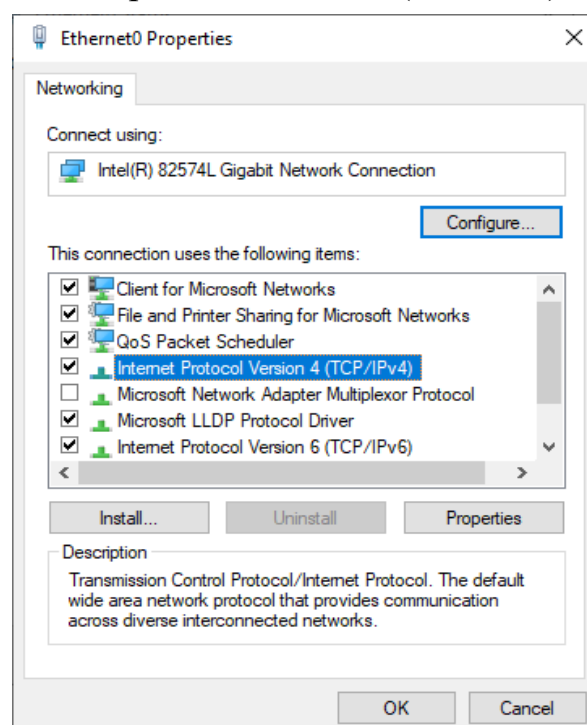 Ethernet0 Properties
Networking
Connect using:
Intel(R) 82574L Gigabit Network Connection
Configure...
This connection uses the following items:
Client for Microsoft Networks
File and Printer Sharing for Microsoft Networks
QoS Packet Scheduler
Internet Protocol Version 4 (TCP/IPv4)
Microsoft Network Adapter Multiplexor Protocol
Microsoft LLDP Protocol Driver
Internet Protocol Version 6 (TCP/IPv6)
Install... Uninstall Properties
Description
Transmission Control Protocol/Internet Protocol. The default
wide area network protocol that provides communication
across diverse interconnected networks.
OK Cancel